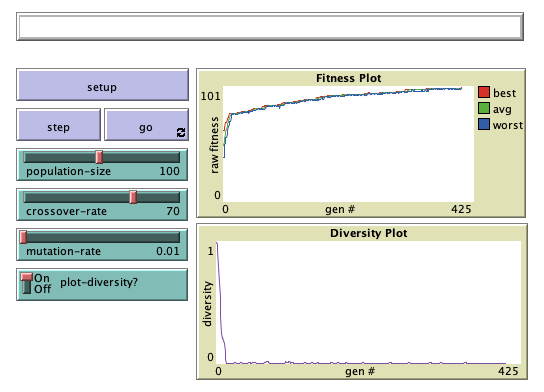 setup
step
go
population-size 100
crossover-rate 70
mutation-rate 0.01
On
Off
plot-diversity?
Fitness Plot
101
raw fitness
0
0
gen #
425
best
avg
worst
Diversity Plot
1
diversity
0
0
gen #
425